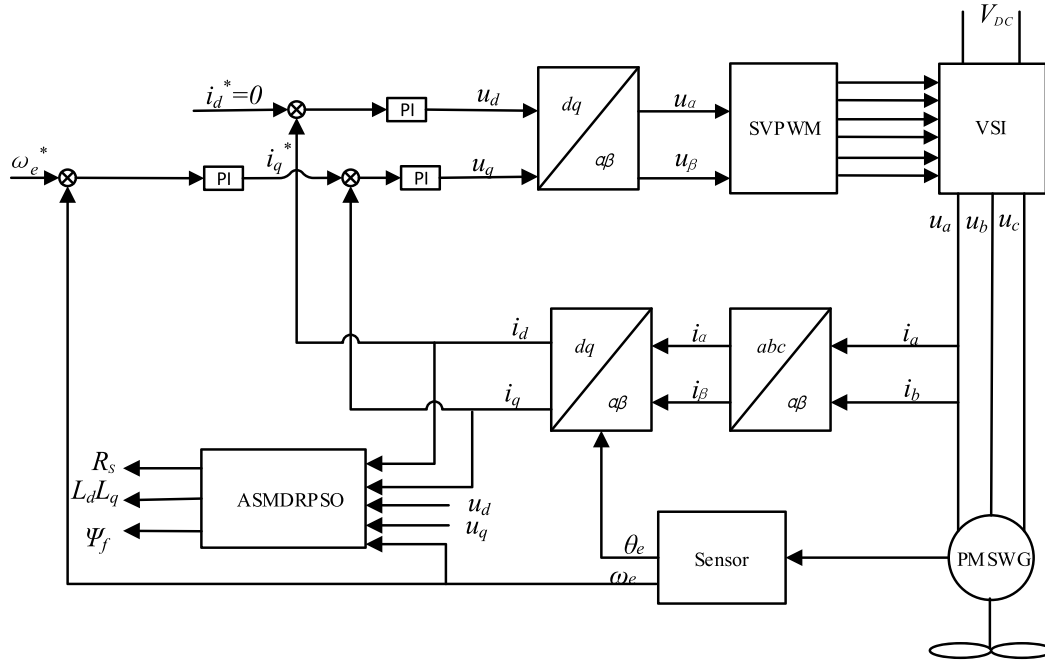 V_DC
i_d*=0
PI
u_d
dq
αβ
u_α
SVPWM
VSI
ω_e*
PI
i_q*
PI
u_q
u_β
u_a
u_b
u_c
i_d
dq
αβ
i_α
abc
αβ
i_a
i_q
i_β
i_b
R_s
L_d L_q
Ψ_f
ASMDRPSO
u_d
u_q
θ_e
ω_e
Sensor
PMSWG